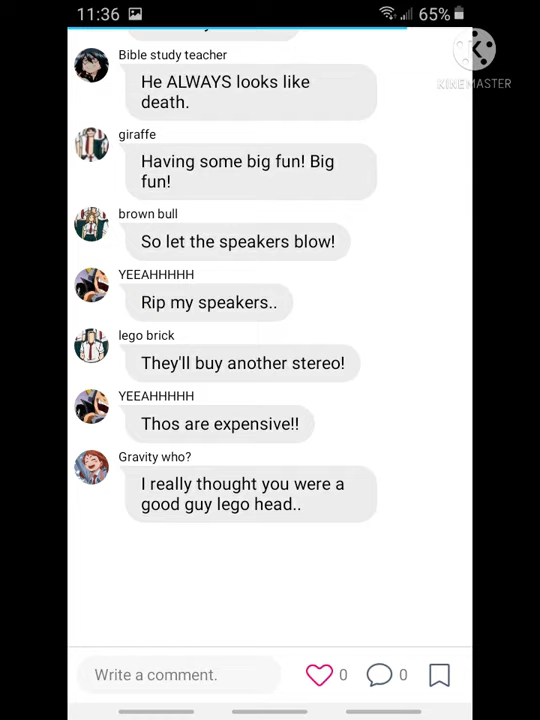 11:36
65%
KINEMASTER
Bible study teacher
He ALWAYS looks like
death.
giraffe
Having some big fun! Big
fun!
brown bull
So let the speakers blow!
YEEAHHHHH
Rip my speakers..
lego brick
They'll buy another stereo!
YEEAHHHHH
Thos are expensive!!
Gravity who?
I really thought you were a
good guy lego head..
Write a comment.
0
0